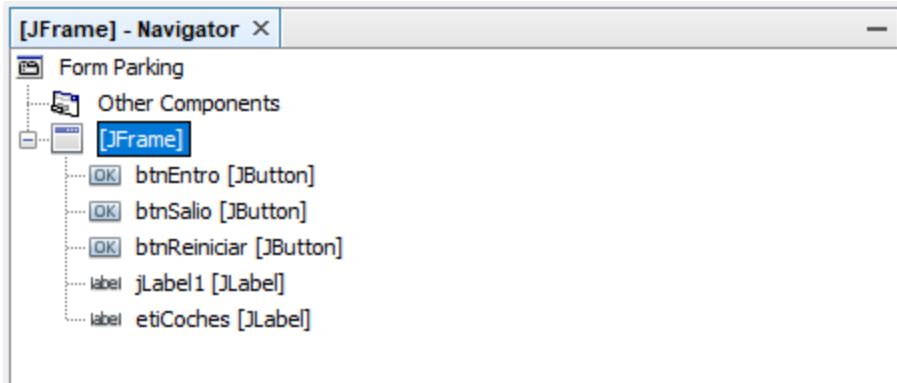 [JFrame] - Navigator ×
Form Parking
Other Components
[JFrame]
OK btnEntro [JButton]
OK btnSalio [JButton]
OK btnReiniciar [JButton]
label jLabel1 [JLabel]
label etiCoches [JLabel]